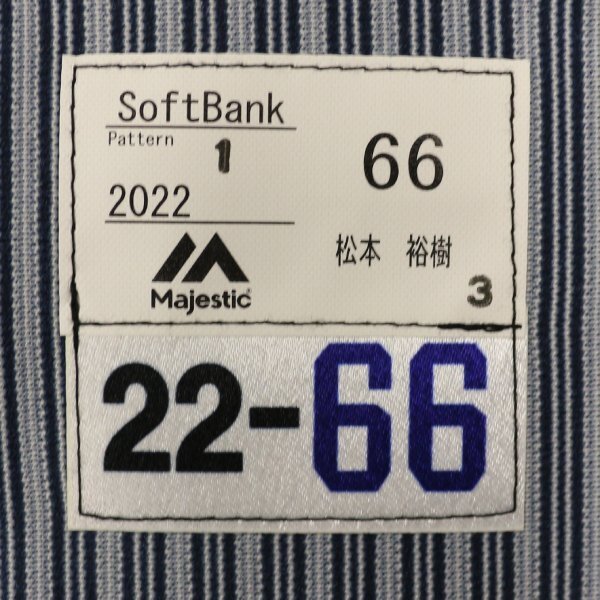 SoftBank
Pattern
1
2022
Majestic
66
松本 裕樹
3
22-66